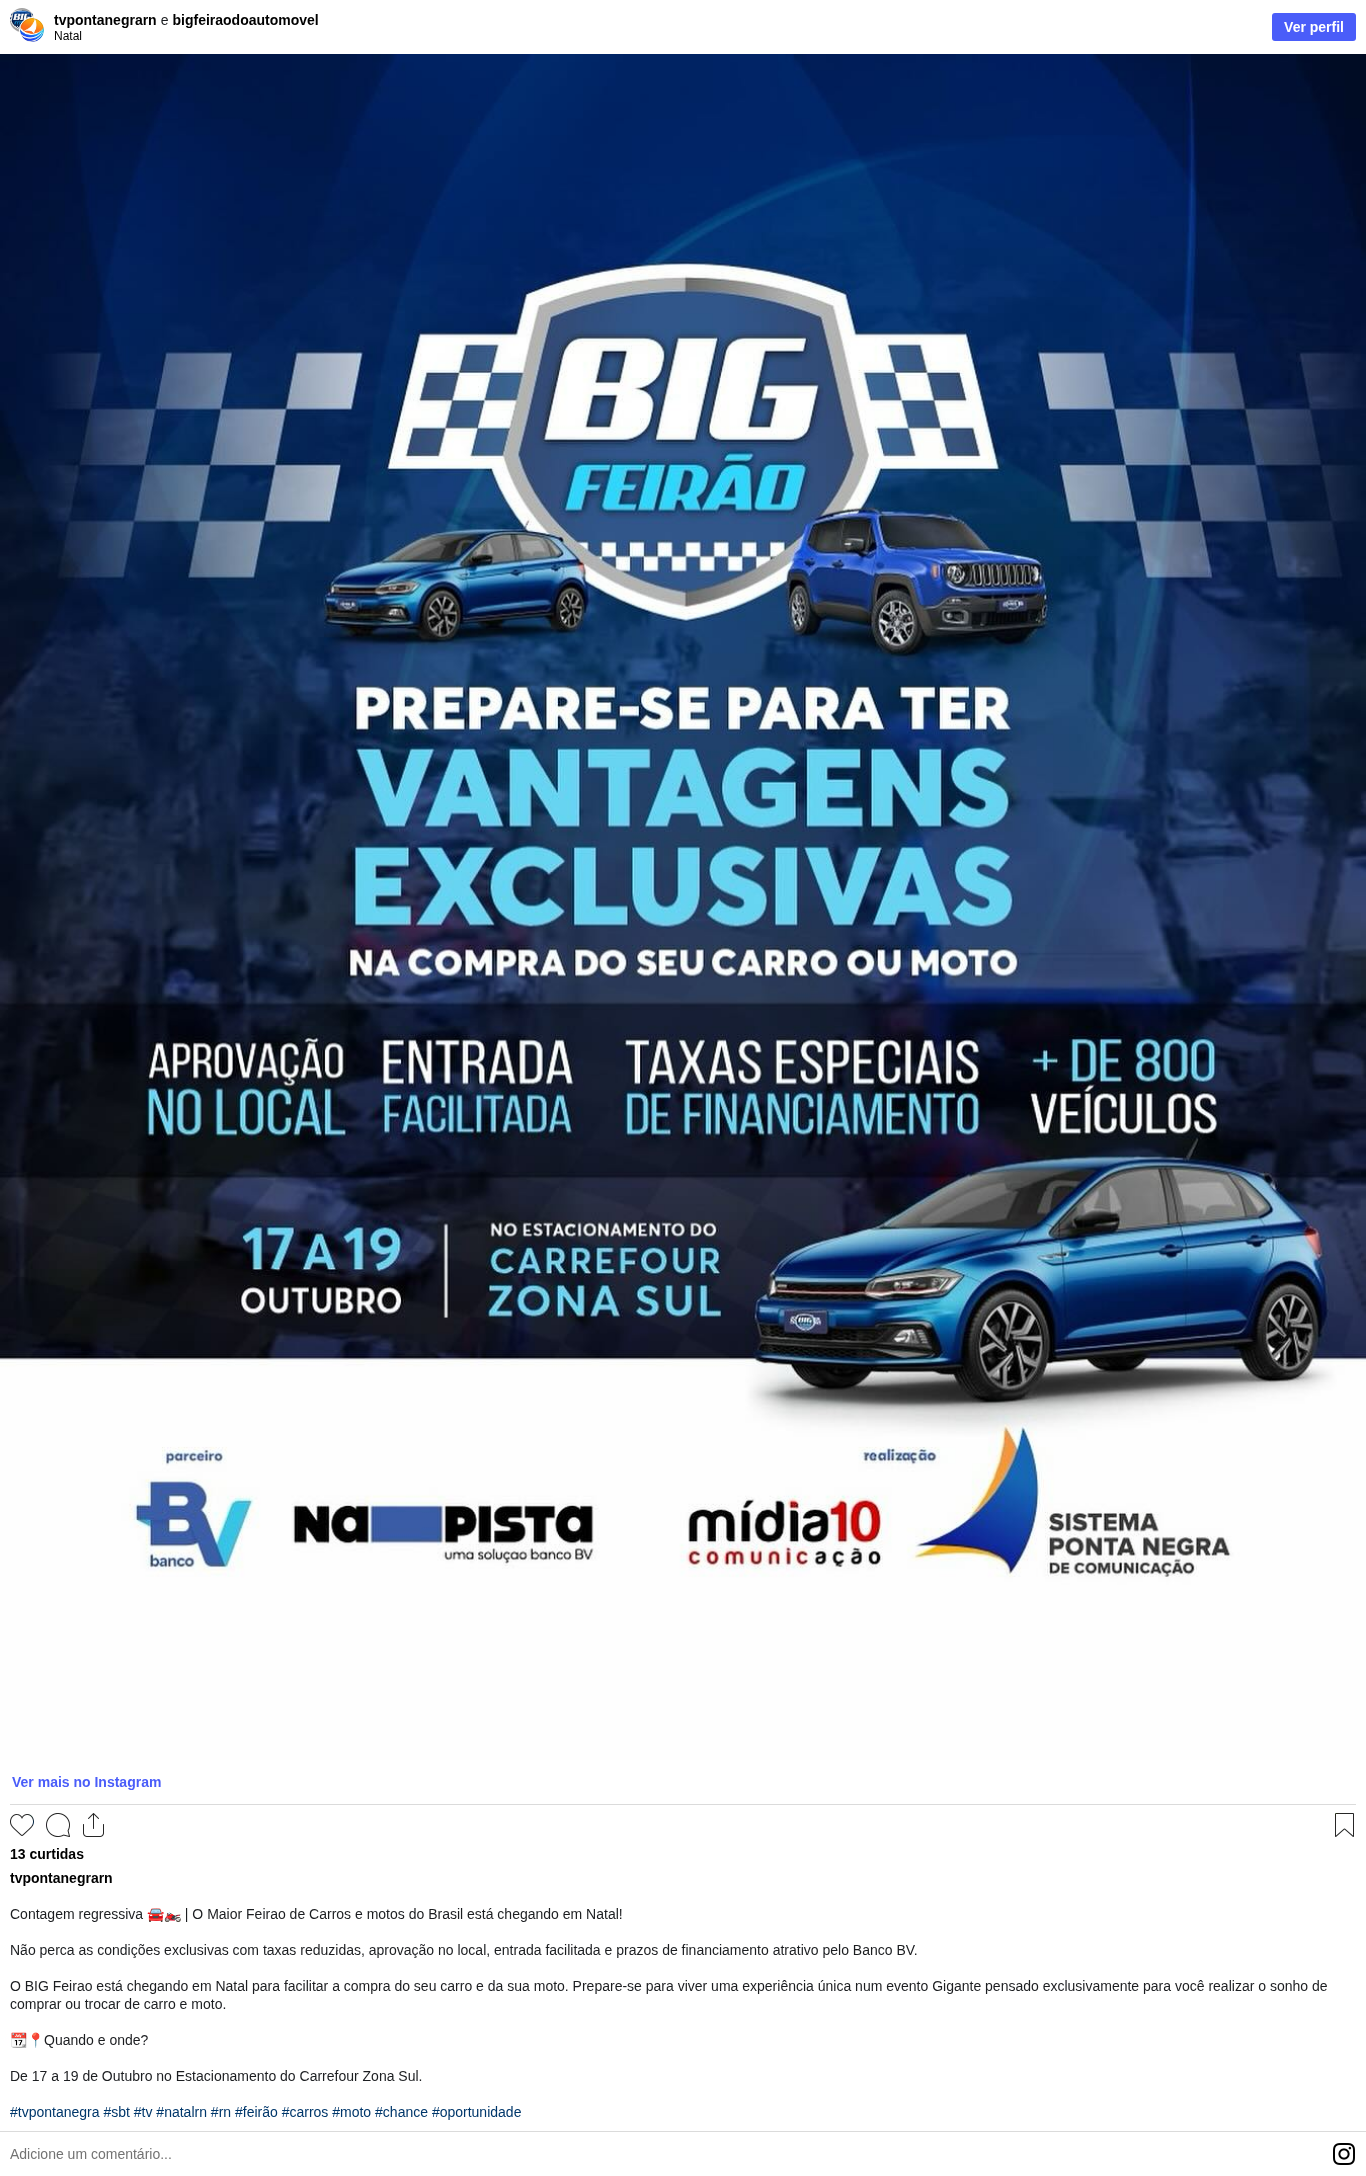 tvpontanegrarn e bigfeiraodoautomovel
Natal
Ver perfil
BIG
FEIRÃO
PREPARE-SE PARA TER
VANTAGENS
EXCLUSIVAS
NA COMPRA DO SEU CARRO OU MOTO
APROVAÇÃO
NO LOCAL
ENTRADA
FACILITADA
TAXAS ESPECIAIS
DE FINANCIAMENTO
+ DE 800
VEÍCULOS
17 A 19
OUTUBRO
NO ESTACIONAMENTO DO
CARREFOUR
ZONA SUL
parceiro
BV
banco
NaPISTa
uma soluçao banco BV
realização
mídia10
comunicação
SISTEMA
PONTA NEGRA
DE COMUNICAÇÃO
Ver mais no Instagram
13 curtidas
tvpontanegrarn
Contagem regressiva 🚘🏍️ | O Maior Feirao de Carros e motos do Brasil está chegando em Natal!
Não perca as condições exclusivas com taxas reduzidas, aprovação no local, entrada facilitada e prazos de financiamento atrativo pelo Banco BV.
O BIG Feirao está chegando em Natal para facilitar a compra do seu carro e da sua moto. Prepare-se para viver uma experiência única num evento Gigante pensado exclusivamente para você realizar o sonho de
comprar ou trocar de carro e moto.
📆📍Quando e onde?
De 17 a 19 de Outubro no Estacionamento do Carrefour Zona Sul.
#tvpontanegra #sbt #tv #natalrn #rn #feirão #carros #moto #chance #oportunidade
Adicione um comentário...